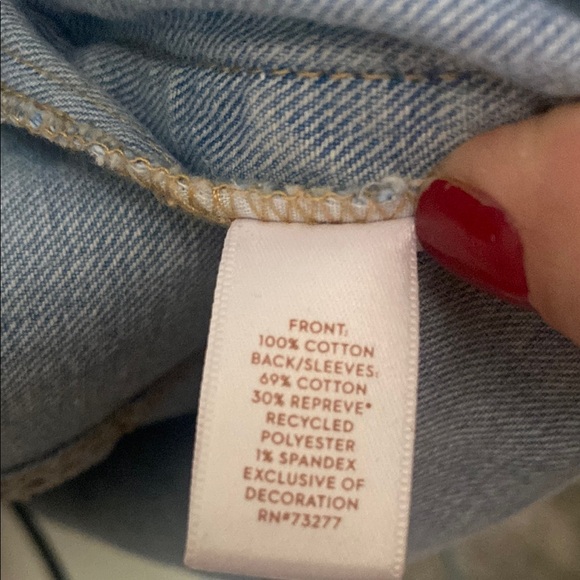 FRONT:
100% COTTON
BACK/SLEEVES:
69% COTTON
30% REPREVE*
RECYCLED
POLYESTER
1% SPANDEX
EXCLUSIVE OF
DECORATION
RN#73277